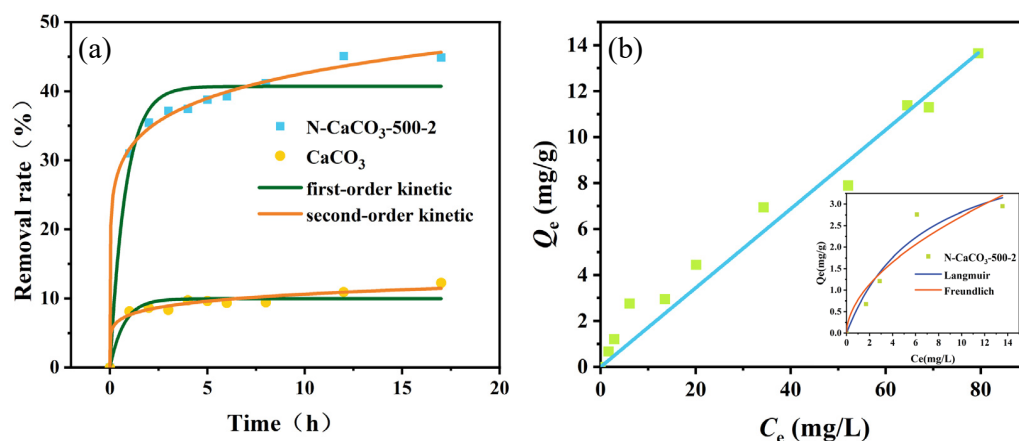 (a)
Removal rate（%）
50
40
30
20
10
0
N-CaCO3-500-2
CaCO3
first-order kinetic
second-order kinetic
0 5 10 15 20
Time（h）
(b)
Qe (mg/g)
14
12
10
8
6
4
2
0
0 20 40 60 80 100
Ce (mg/L)
Qe(mg/g)
3.0
2.5
2.0
1.5
1.0
0.5
0.0
N-CaCO3-500-2
Langmuir
Freundlich
0 2 4 6 8 10 12 14
Ce(mg/L)